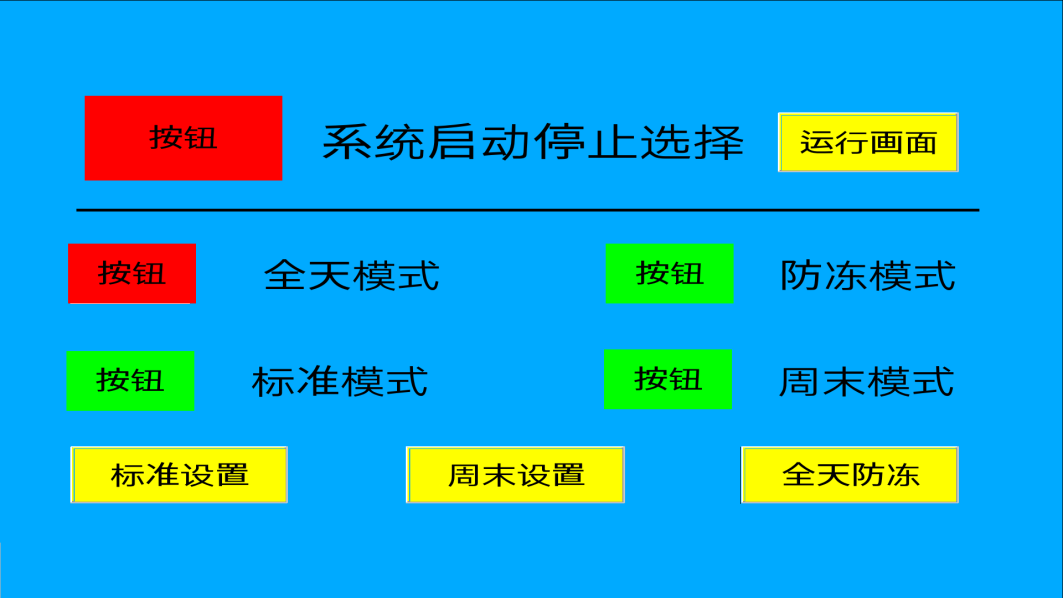 按钮 系统启动停止选择 运行画面
按钮 全天模式 按钮 防冻模式
按钮 标准模式 按钮 周末模式
标准设置 周末设置 全天防冻